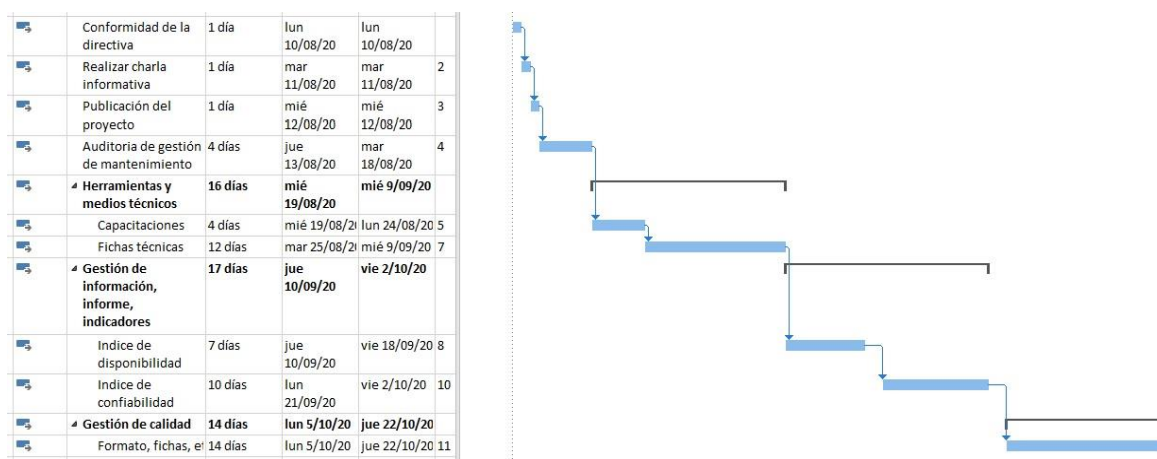 Conformidad de la directiva 1 día lun 10/08/20 lun 10/08/20
Realizar charla informativa 1 día mar 11/08/20 mar 11/08/20 2
Publicación del proyecto 1 día mié 12/08/20 mié 12/08/20 3
Auditoria de gestión de mantenimiento 4 días jue 13/08/20 mar 18/08/20 4
Herramientas y medios técnicos 16 días mié 19/08/20 mié 9/09/20
Capacitaciones 4 días mié 19/08/20 lun 24/08/20 5
Fichas técnicas 12 días mar 25/08/20 mié 9/09/20 7
Gestión de información, informe, indicadores 17 días jue 10/09/20 vie 2/10/20
Indice de disponibilidad 7 días jue 10/09/20 vie 18/09/20 8
Indice de confiabilidad 10 días lun 21/09/20 vie 2/10/20 10
Gestión de calidad 14 días lun 5/10/20 jue 22/10/20
Formato, fichas, et 14 días lun 5/10/20 jue 22/10/20 11